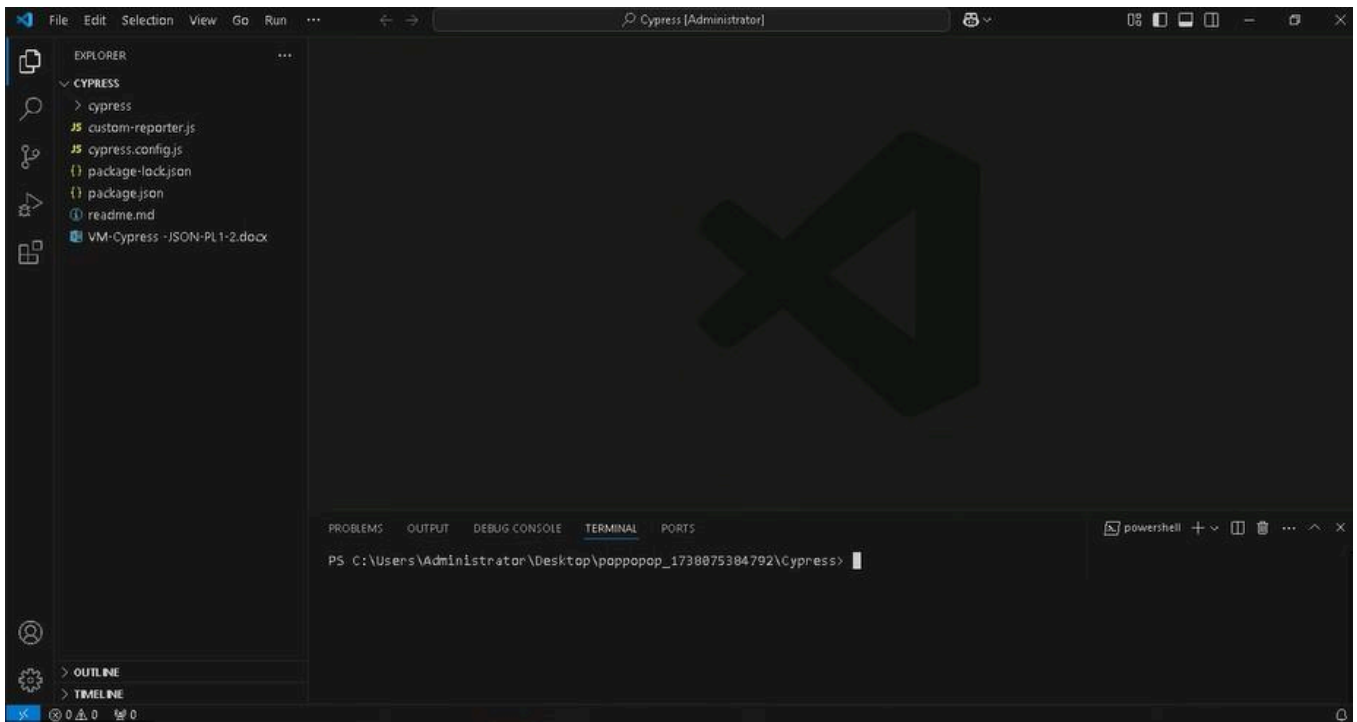 File Edit Selection View Go Run ···
Cypress [Administrator]
EXPLORER ···
CYPRESS
cypress
JS custom-reporter.js
JS cypress.config.js
{} package-lock.json
{} package.json
readme.md
VM-Cypress -JSON-PL1-2.docx
PROBLEMS OUTPUT DEBUG CONSOLE TERMINAL PORTS
powershell
PS C:\Users\Administrator\Desktop\poppopop_1738075384792\Cypress>
OUTLINE
TIMELINE
0 0 0